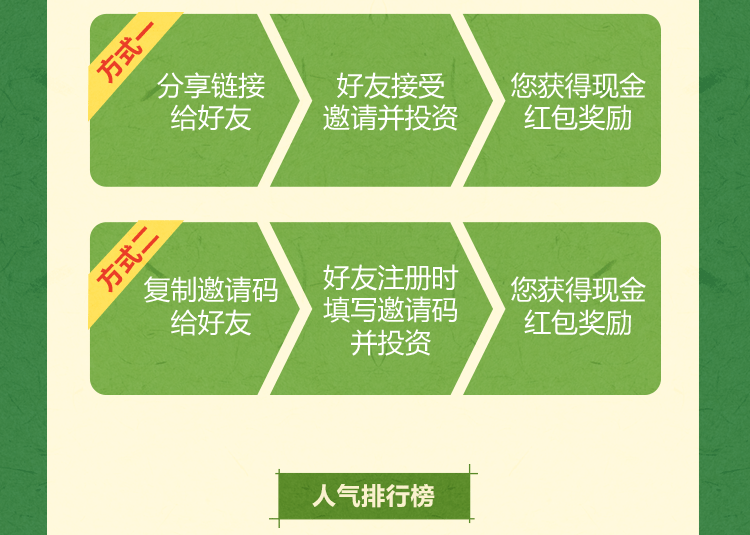 方式一
分享链接
给好友
好友接受
邀请并投资
您获得现金
红包奖励
方式二
复制邀请码
给好友
好友注册时
填写邀请码
并投资
您获得现金
红包奖励
人气排行榜